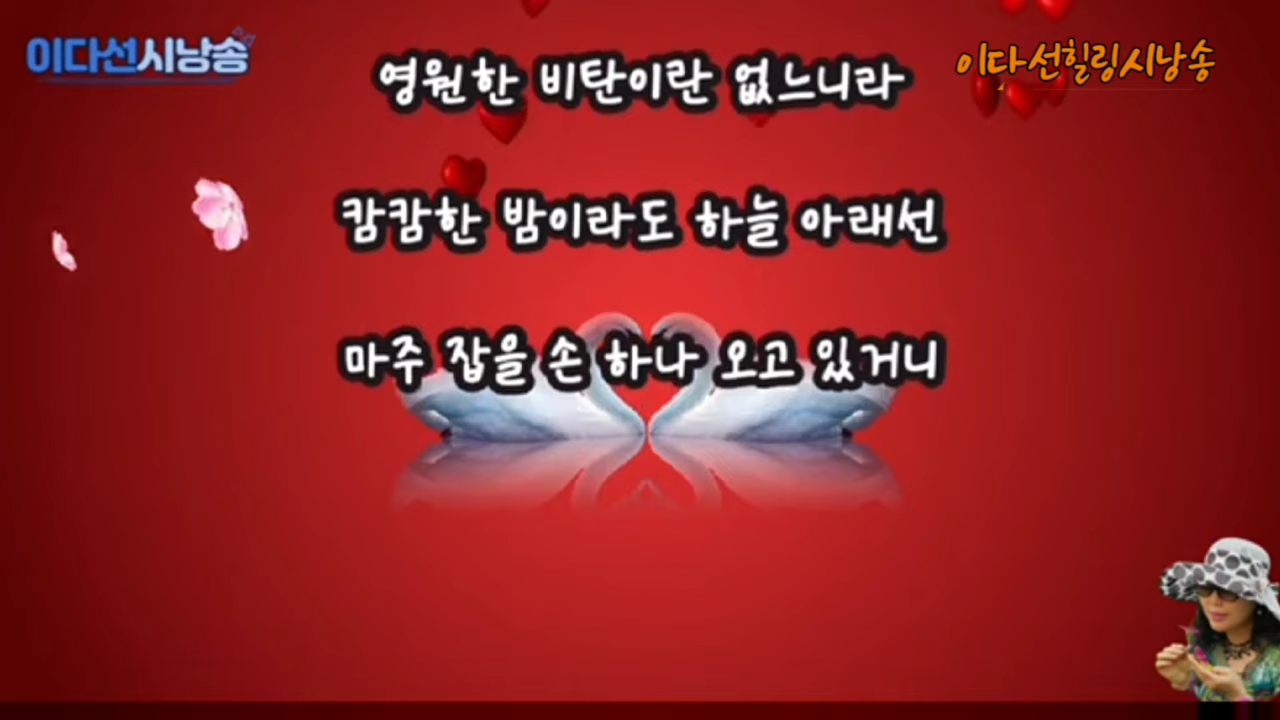 이다선시낭송
이다선힐링시낭송
영원한 비탄이란 없느니라
캄캄한 밤이라도 하늘 아래선
마주 잡을 손 하나 오고 있거니